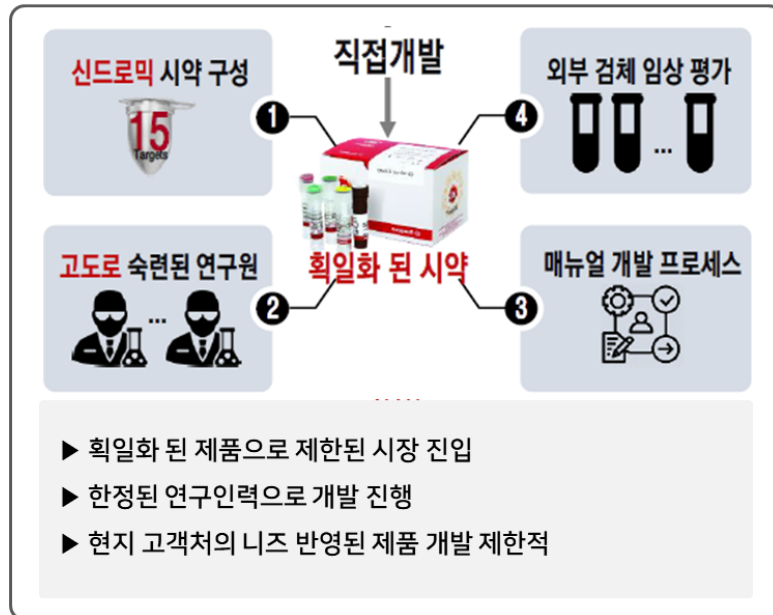 직접개발
신드로믹 시약 구성
15
Targets
1
4
외부 검체 임상 평가
...
고도로 숙련된 연구원
...
2
획일화 된 시약
3
매뉴얼 개발 프로세스
▶ 획일화 된 제품으로 제한된 시장 진입
▶ 한정된 연구인력으로 개발 진행
▶ 현지 고객처의 니즈 반영된 제품 개발 제한적